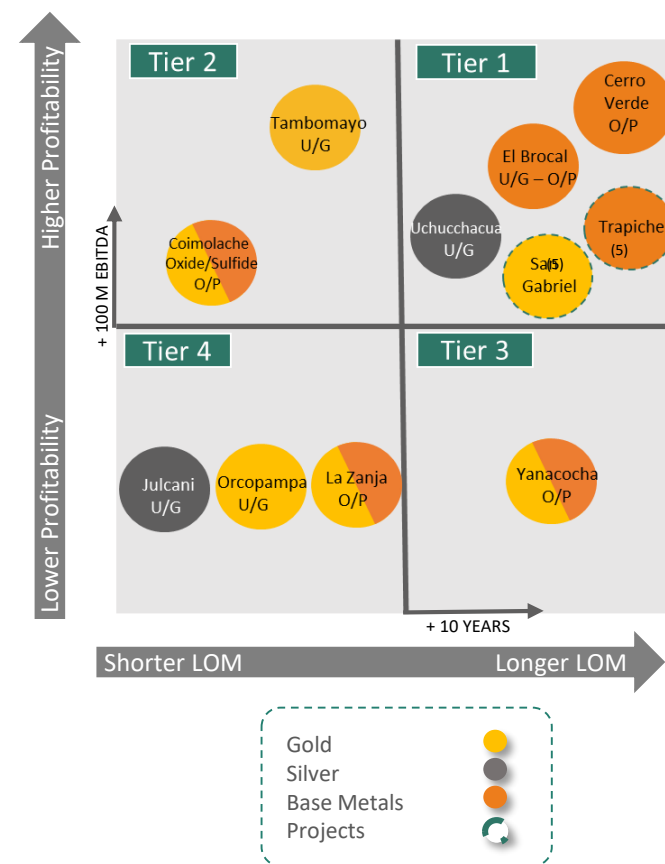 Higher Profitability
Lower Profitability
+ 100 M EBITDA
Tier 2
Tambomayo
U/G
Coimolache
Oxide/Sulfide
O/P
Tier 1
Cerro
Verde
O/P
El Brocal
U/G – O/P
Uchucchacua
U/G
Trapiche
(5)
San
(5)
Gabriel
Tier 4
Julcani
U/G
Orcopampa
U/G
La Zanja
O/P
Tier 3
Yanacocha
O/P
+ 10 YEARS
Shorter LOM
Longer LOM
Gold
Silver
Base Metals
Projects